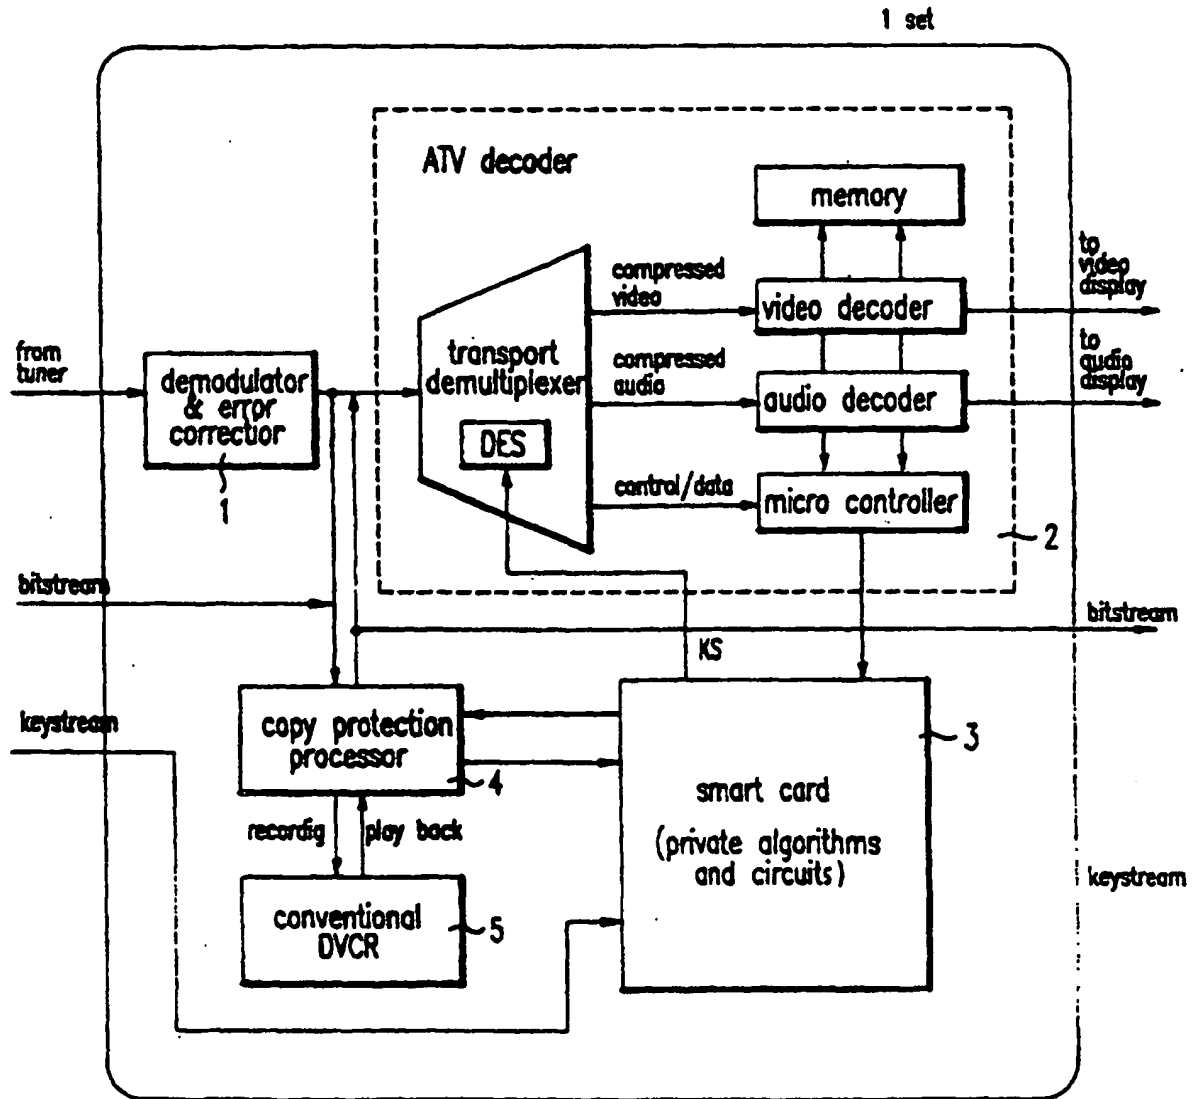 1 set
ATV decoder
memory
compressed
video
video decoder
to
video
display
from
tuner
demodulator
& error
correctior
1
transport
demultiplexer
DES
compressed
audio
audio decoder
to
audio
display
control/data
micro controller
2
bitstream
bitstream
KS
keystream
copy protection
processor
4
3
smart card
(private algorithms
and circuits)
recordig
play back
keystream
conventional
DVCR
5